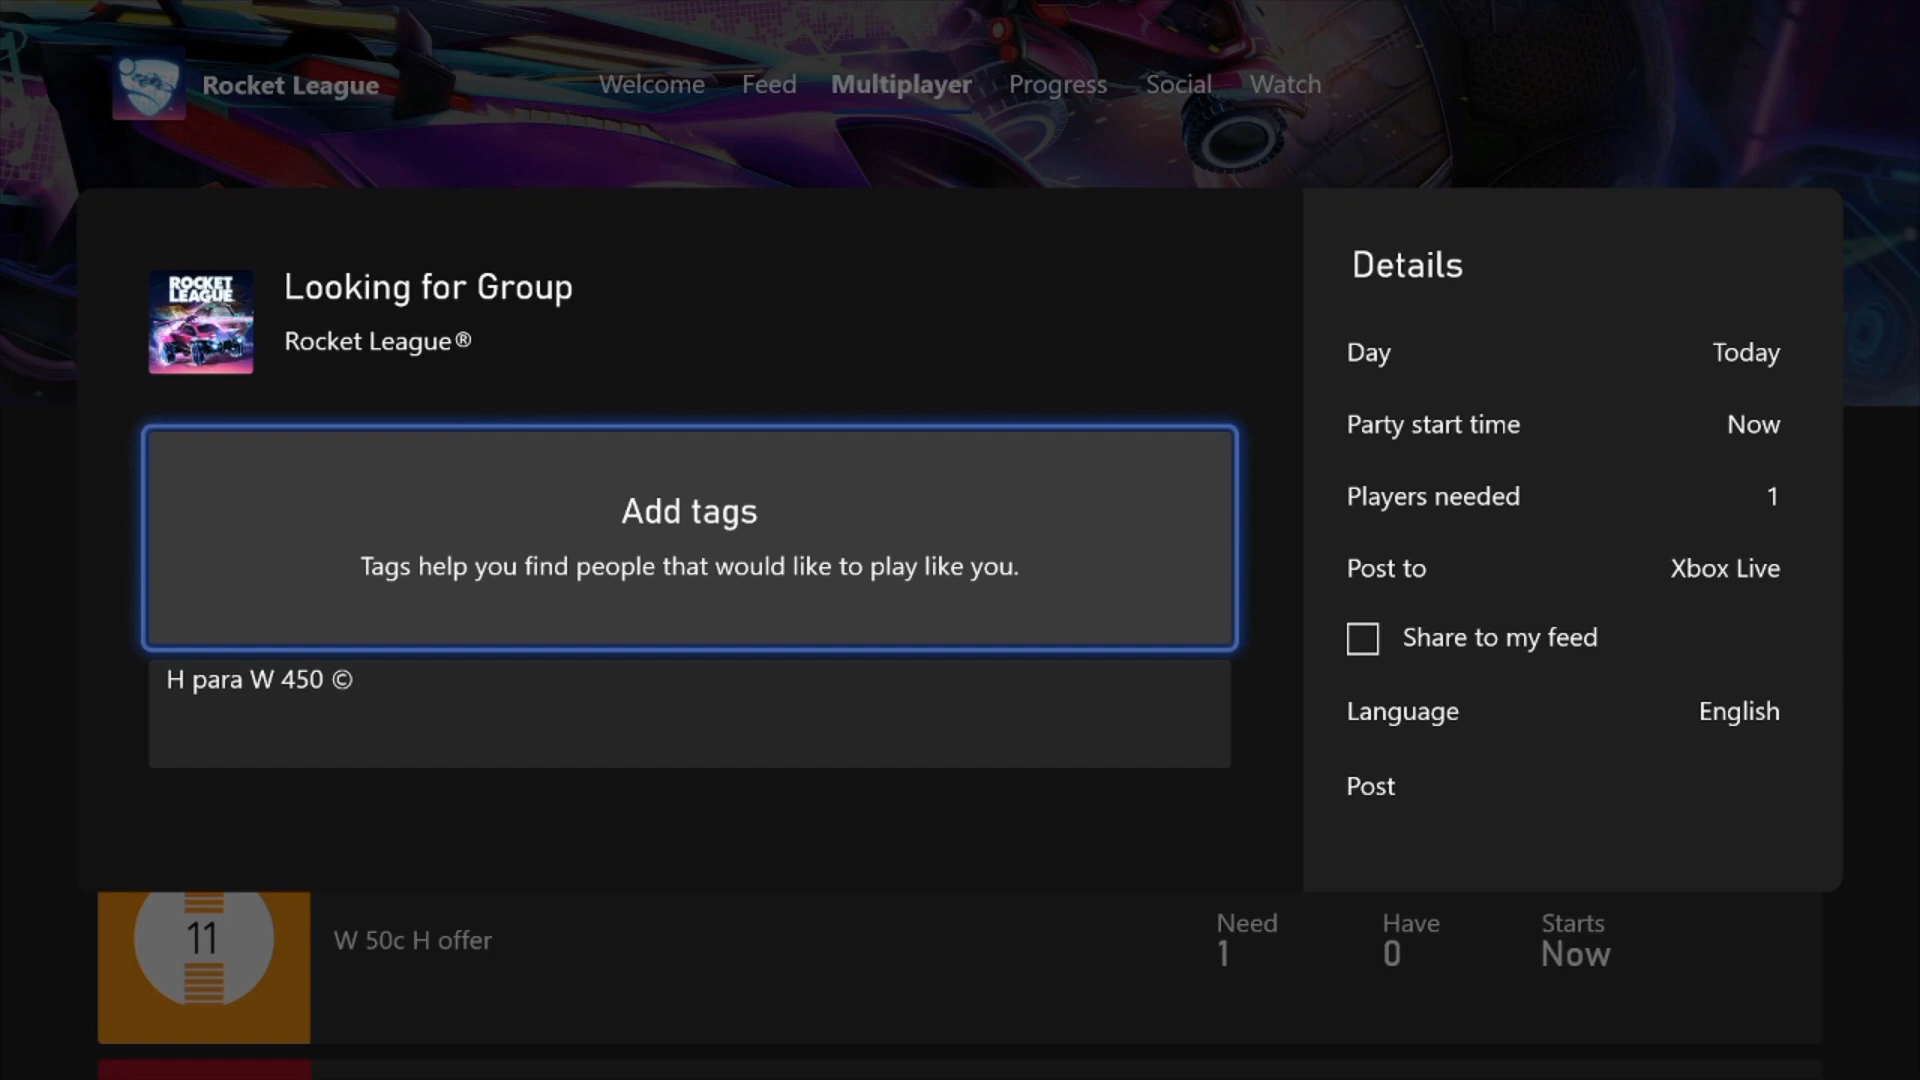 Rocket League
Welcome Feed Multiplayer Progress Social Watch
ROCKET
LEAGUE
Looking for Group
Rocket League®
Add tags
Tags help you find people that would like to play like you.
H para W 450 ©
Details
Day Today
Party start time Now
Players needed 1
Post to Xbox Live
Share to my feed
Language English
Post
11
W 50c H offer
Need Have Starts
1 0 Now